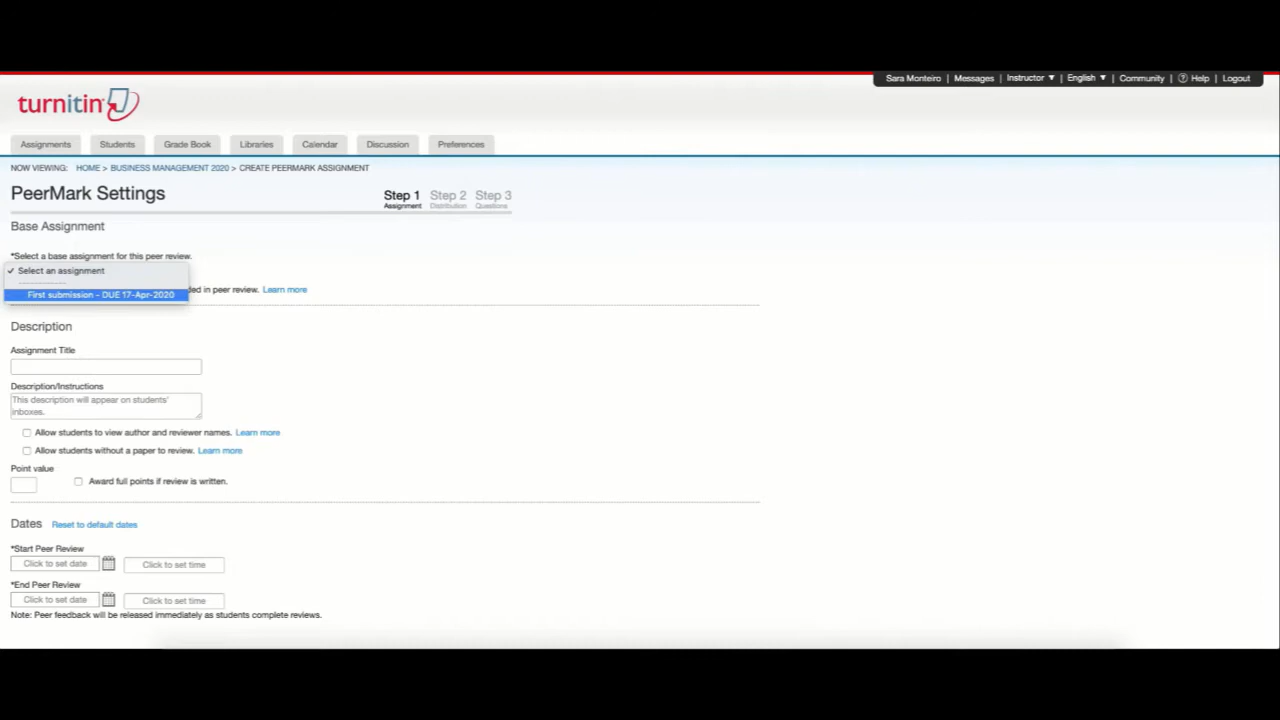 Sara Monteiro | Messages | Instructor ▼ | English ▼ | Community | ? Help | Logout
turnitin
Assignments Students Grade Book Libraries Calendar Discussion Preferences
NOW VIEWING: HOME > BUSINESS MANAGEMENT 2020 > CREATE PEERMARK ASSIGNMENT
PeerMark Settings
Step 1 Step 2 Step 3
Assignment Distribution Questions
Base Assignment
*Select a base assignment for this peer review.
✓ Select an assignment
First submission - DUE 17-Apr-2020
in peer review. Learn more
Description
Assignment Title
Description/Instructions
This description will appear on students'
inboxes.
Allow students to view author and reviewer names. Learn more
Allow students without a paper to review. Learn more
Point value
Award full points if review is written.
Dates Reset to default dates
*Start Peer Review
Click to set date Click to set time
*End Peer Review
Click to set date Click to set time
Note: Peer feedback will be released immediately as students complete reviews.